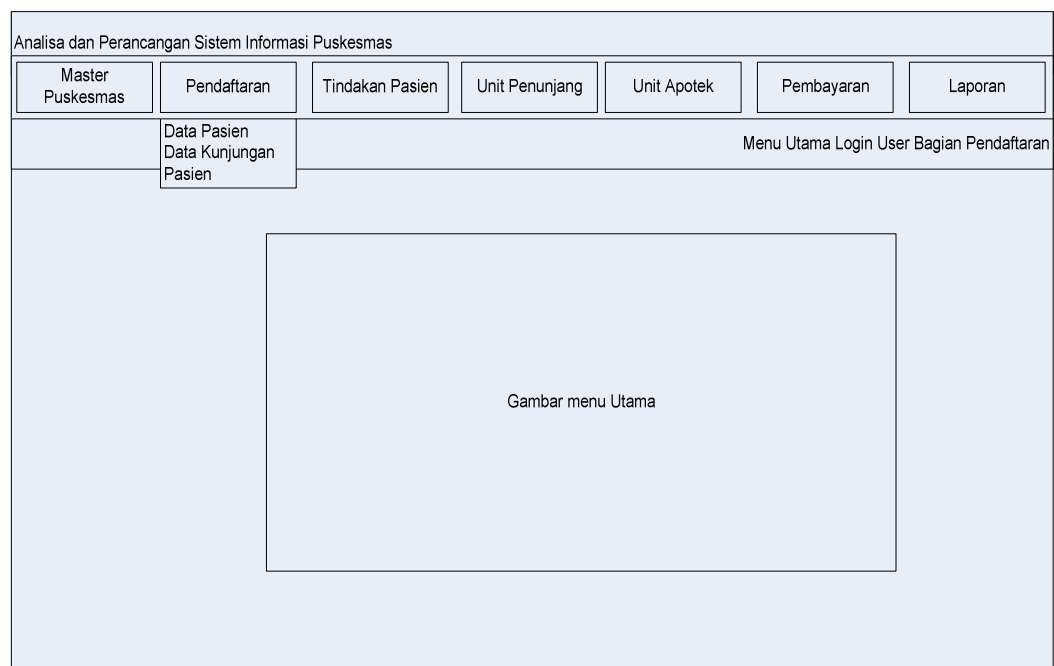 Analisa dan Perancangan Sistem Informasi Puskesmas
Master
Puskesmas
Pendaftaran
Tindakan Pasien
Unit Penunjang
Unit Apotek
Pembayaran
Laporan
Data Pasien
Data Kunjungan
Pasien
Menu Utama Login User Bagian Pendaftaran
Gambar menu Utama